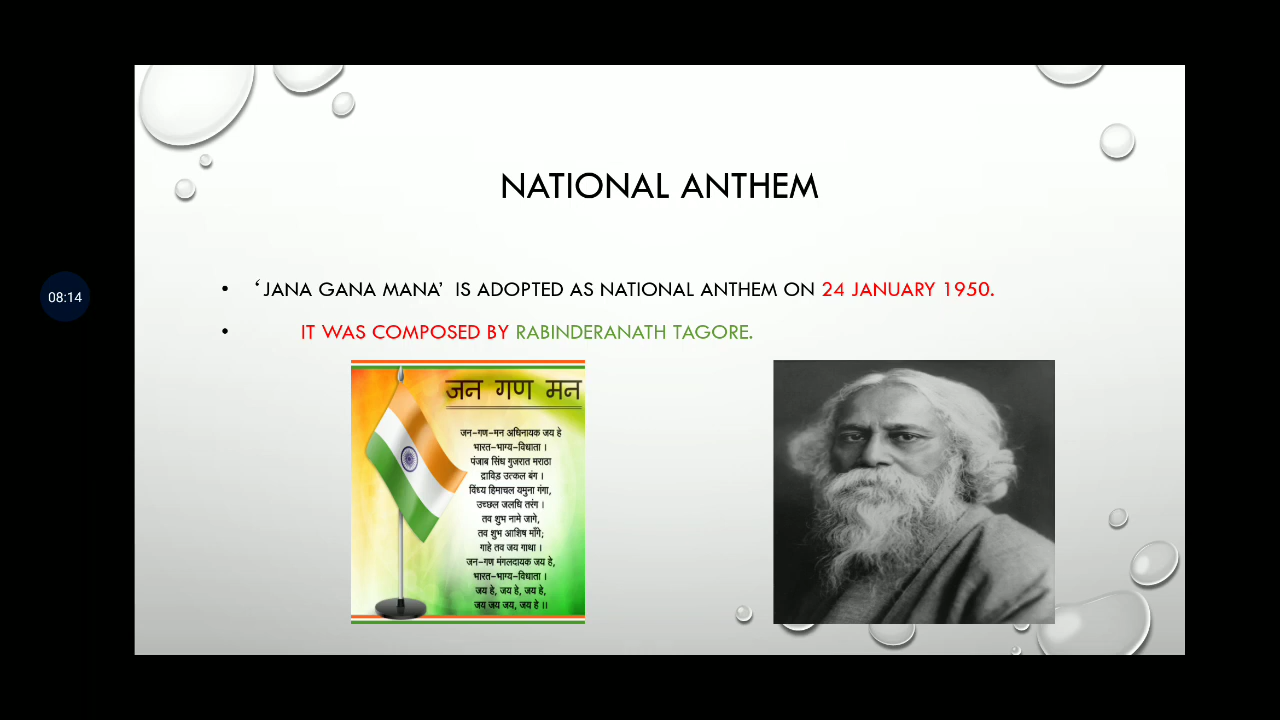 NATIONAL ANTHEM
08:14
• ‘JANA GANA MANA’ IS ADOPTED AS NATIONAL ANTHEM ON 24 JANUARY 1950.
• IT WAS COMPOSED BY RABINDERANATH TAGORE.
जन गण मन
जन-गण-मन अधिनायक जय हे
भारत-भाग्य-विधाता ।
पंजाब सिंध गुजरात मराठा
द्राविड़ उत्कल बंग ।
विंध्य हिमाचल यमुना गंगा,
उच्छल जलधि तरंग ।
तव शुभ नामे जागे,
तव शुभ आशिष माँगे;
गाहे तव जय गाथा ।
जन-गण मंगलदायक जय हे,
भारत-भाग्य-विधाता ।
जय हे, जय हे, जय हे,
जय जय जय, जय हे ।।